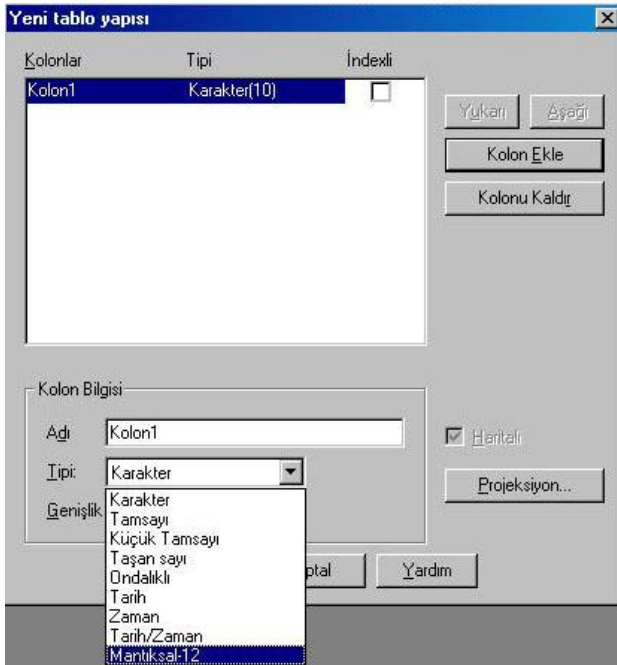 Yeni tablo yapısı
Kolonlar Tipi İndexli
Kolon1 Karakter(10)
Yukarı Aşağı
Kolon Ekle
Kolonu Kaldır
Kolon Bilgisi
Adı Kolon1
Haritalı
Tipi: Karakter
Projeksiyon...
Karakter
Genişlik
Tamsayı
Küçük Tamsayı
Taşan sayı
Ondalıklı
ptal Yardım
Tarih
Zaman
Tarih/Zaman
Mantıksal-12